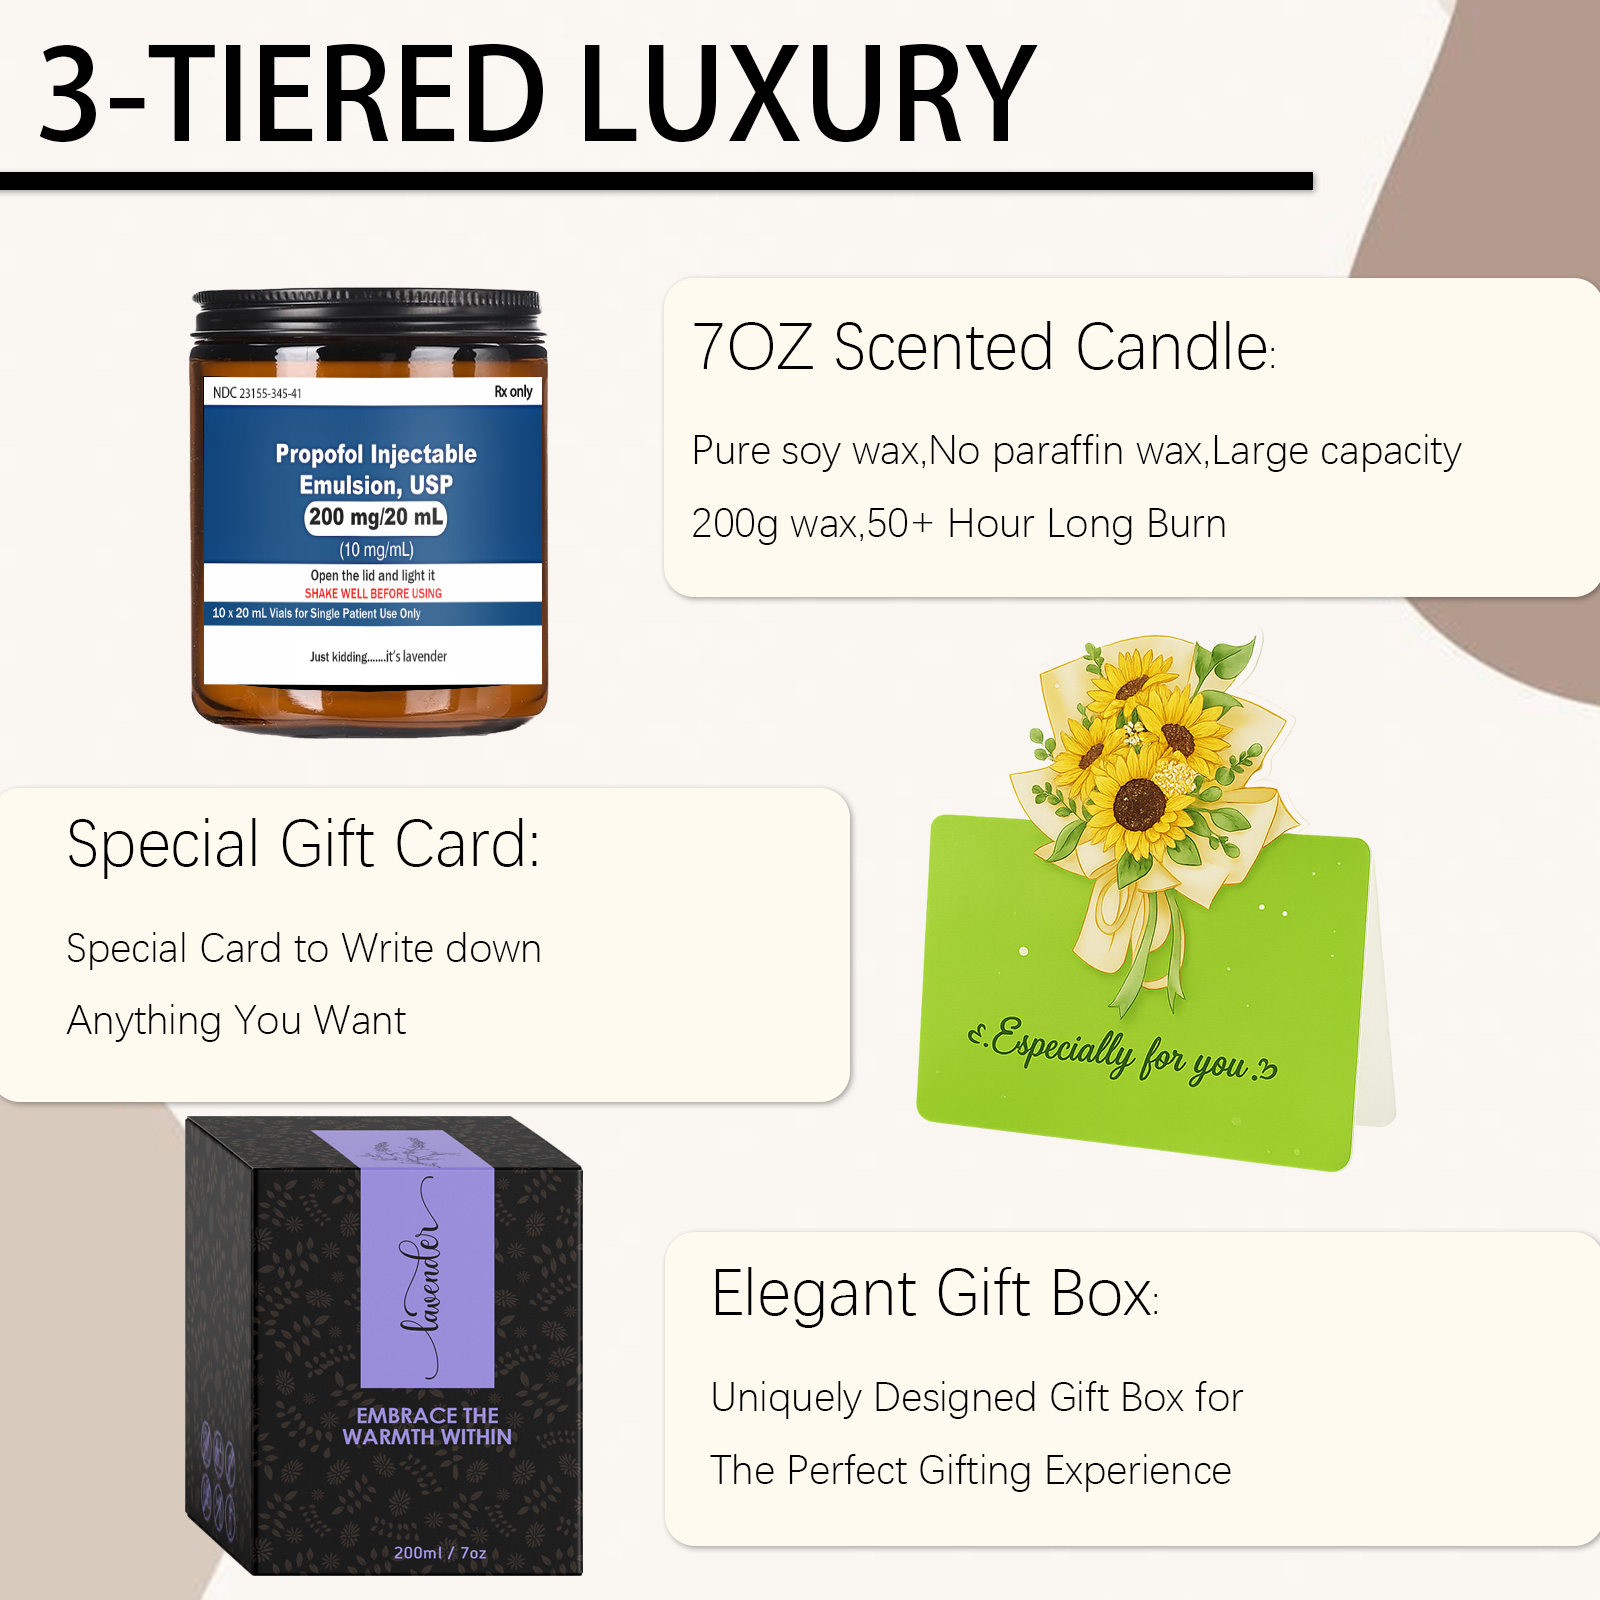 3-TIERED LUXURY
NDC 23155-345-41 Rx only
Propofol Injectable
Emulsion, USP
200 mg/20 mL
(10 mg/mL)
Open the lid and light it
SHAKE WELL BEFORE USING
10 x 20 mL Vials for Single Patient Use Only
Just kidding.......it's lavender
7OZ Scented Candle:
Pure soy wax,No paraffin wax,Large capacity
200g wax,50+ Hour Long Burn
Special Gift Card:
Special Card to Write down
Anything You Want
Especially for you
lavender
EMBRACE THE
WARMTH WITHIN
200ml / 7oz
Elegant Gift Box:
Uniquely Designed Gift Box for
The Perfect Gifting Experience